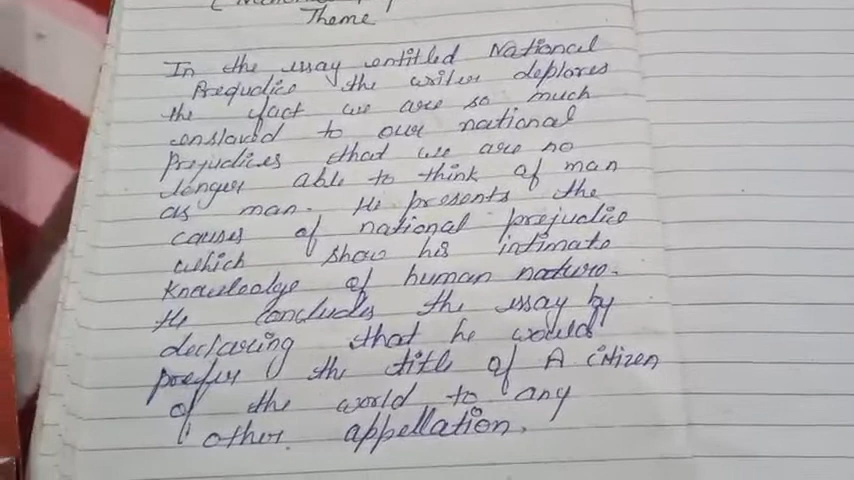 Theme
In the essay entitled National
Prequdice the writer deplores
the fact we are so much
enslaved to our national
Prejudices that we are no
longer able to think of man
as man. He presents the
causes of national prejudice
which show his intimate
knowledge of human nature.
He concludes the essay by
declaring that he would
prefer the title of A citizen
of the world to any
other appellation.